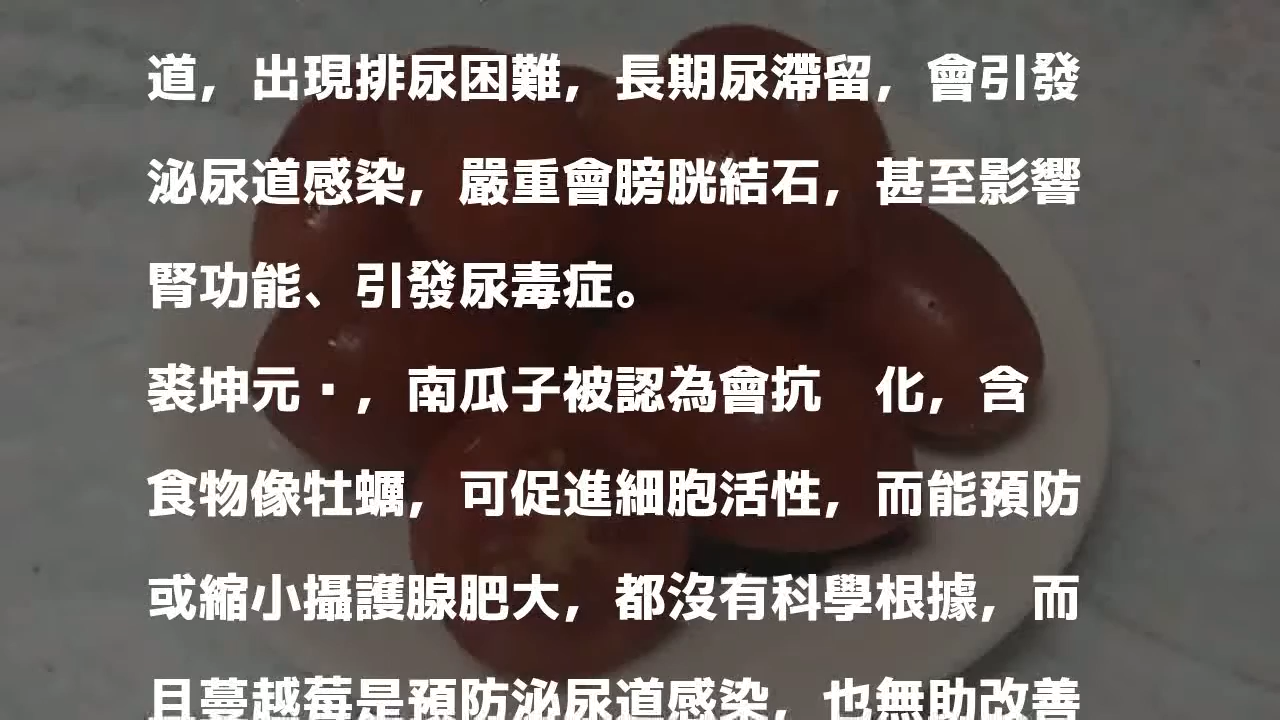 道，出現排尿困難，長期尿滯留，會引發
泌尿道感染，嚴重會膀胱結石，甚至影響
腎功能、引發尿毒症。
裘坤元▪，南瓜子被認為會抗　化，含
食物像牡蠣，可促進細胞活性，而能預防
或縮小攝護腺肥大，都沒有科學根據，而
且蔓越莓是預防泌尿道感染，也無助改善